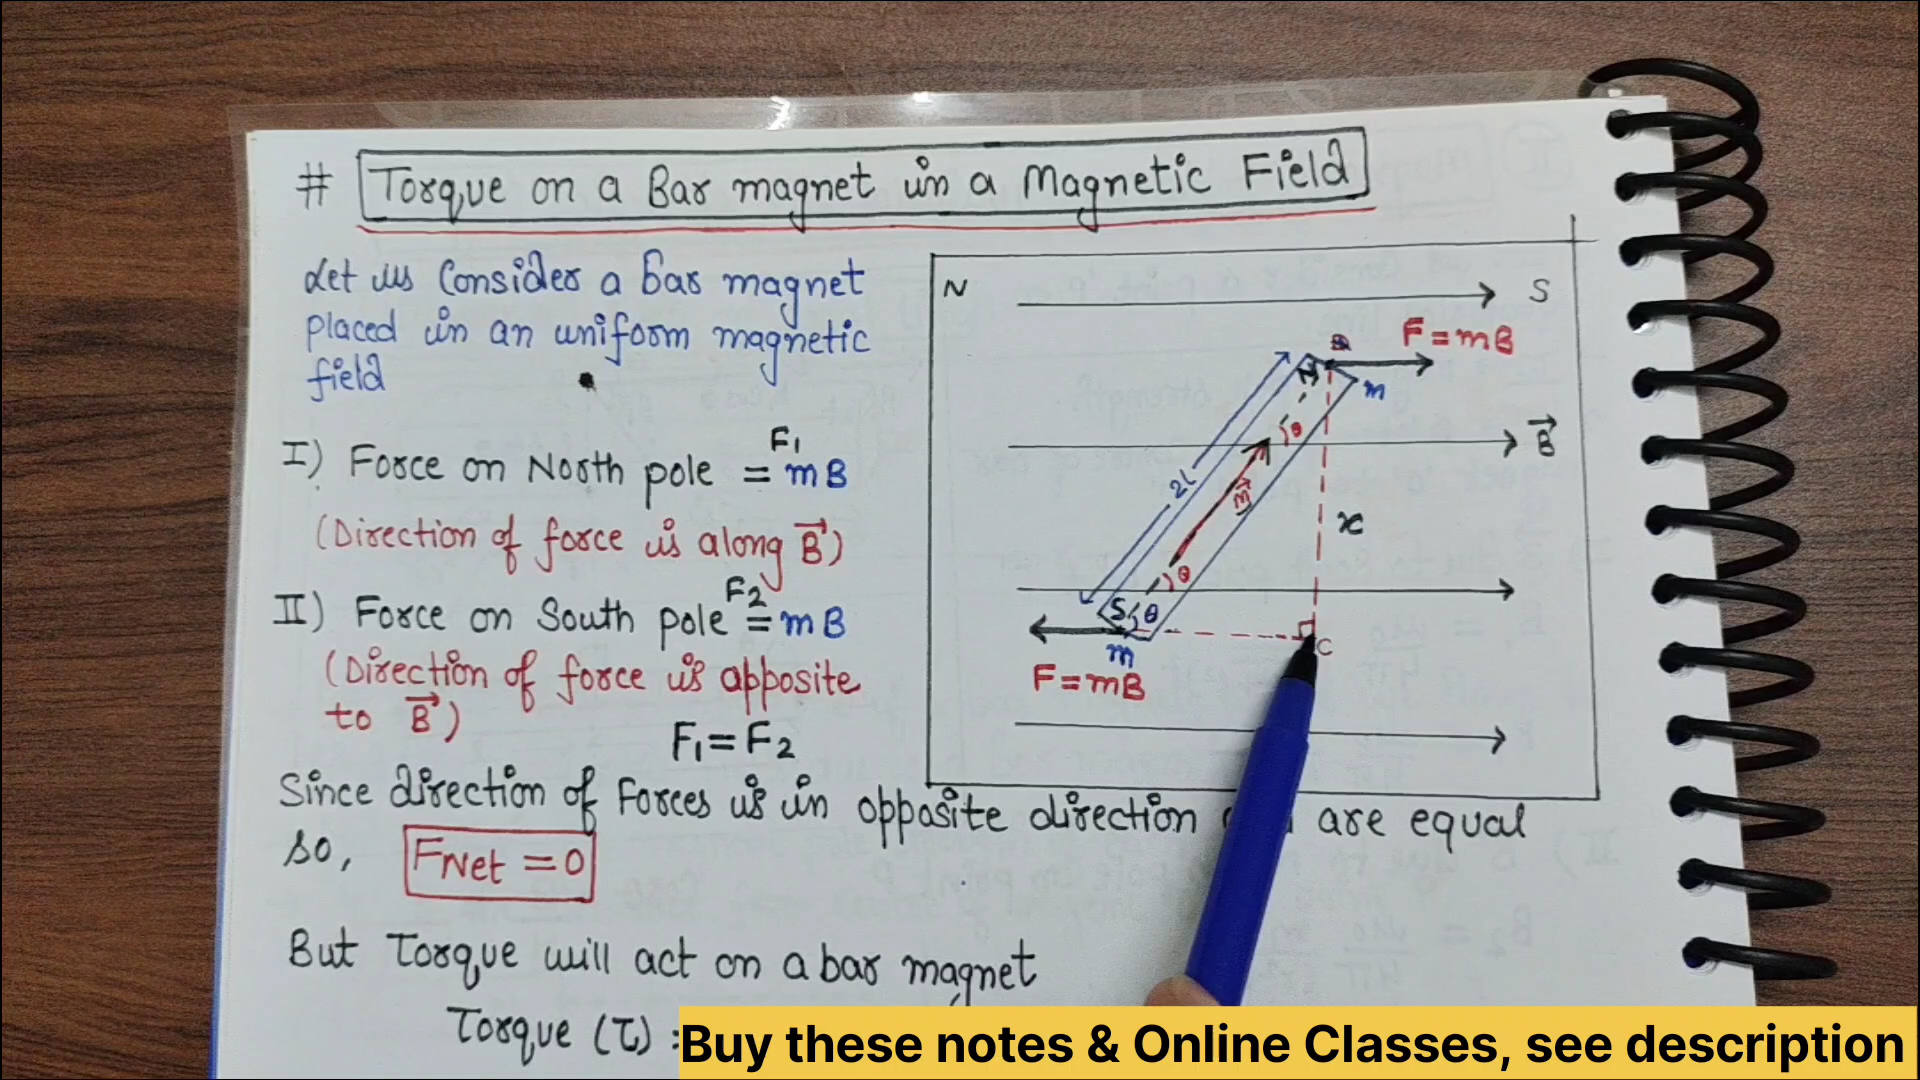 # Torque on a Bar magnet in a Magnetic Field
Let us Consider a bar magnet
placed in an uniform magnetic
field
I) Force on North pole = mB
F1
(Direction of force is along B⃗)
II) Force on South pole = mB
F2
(Direction of force is opposite
to B⃗)
F1 = F2
Since direction of Forces is in opposite direction are equal
so, FNet = 0
But Torque will act on a bar magnet
Torque (τ) =
N
S
F = mB
N
m
θ
B⃗
2l
M⃗
x
θ
S
θ
C
m
F = mB
Buy these notes & Online Classes, see description